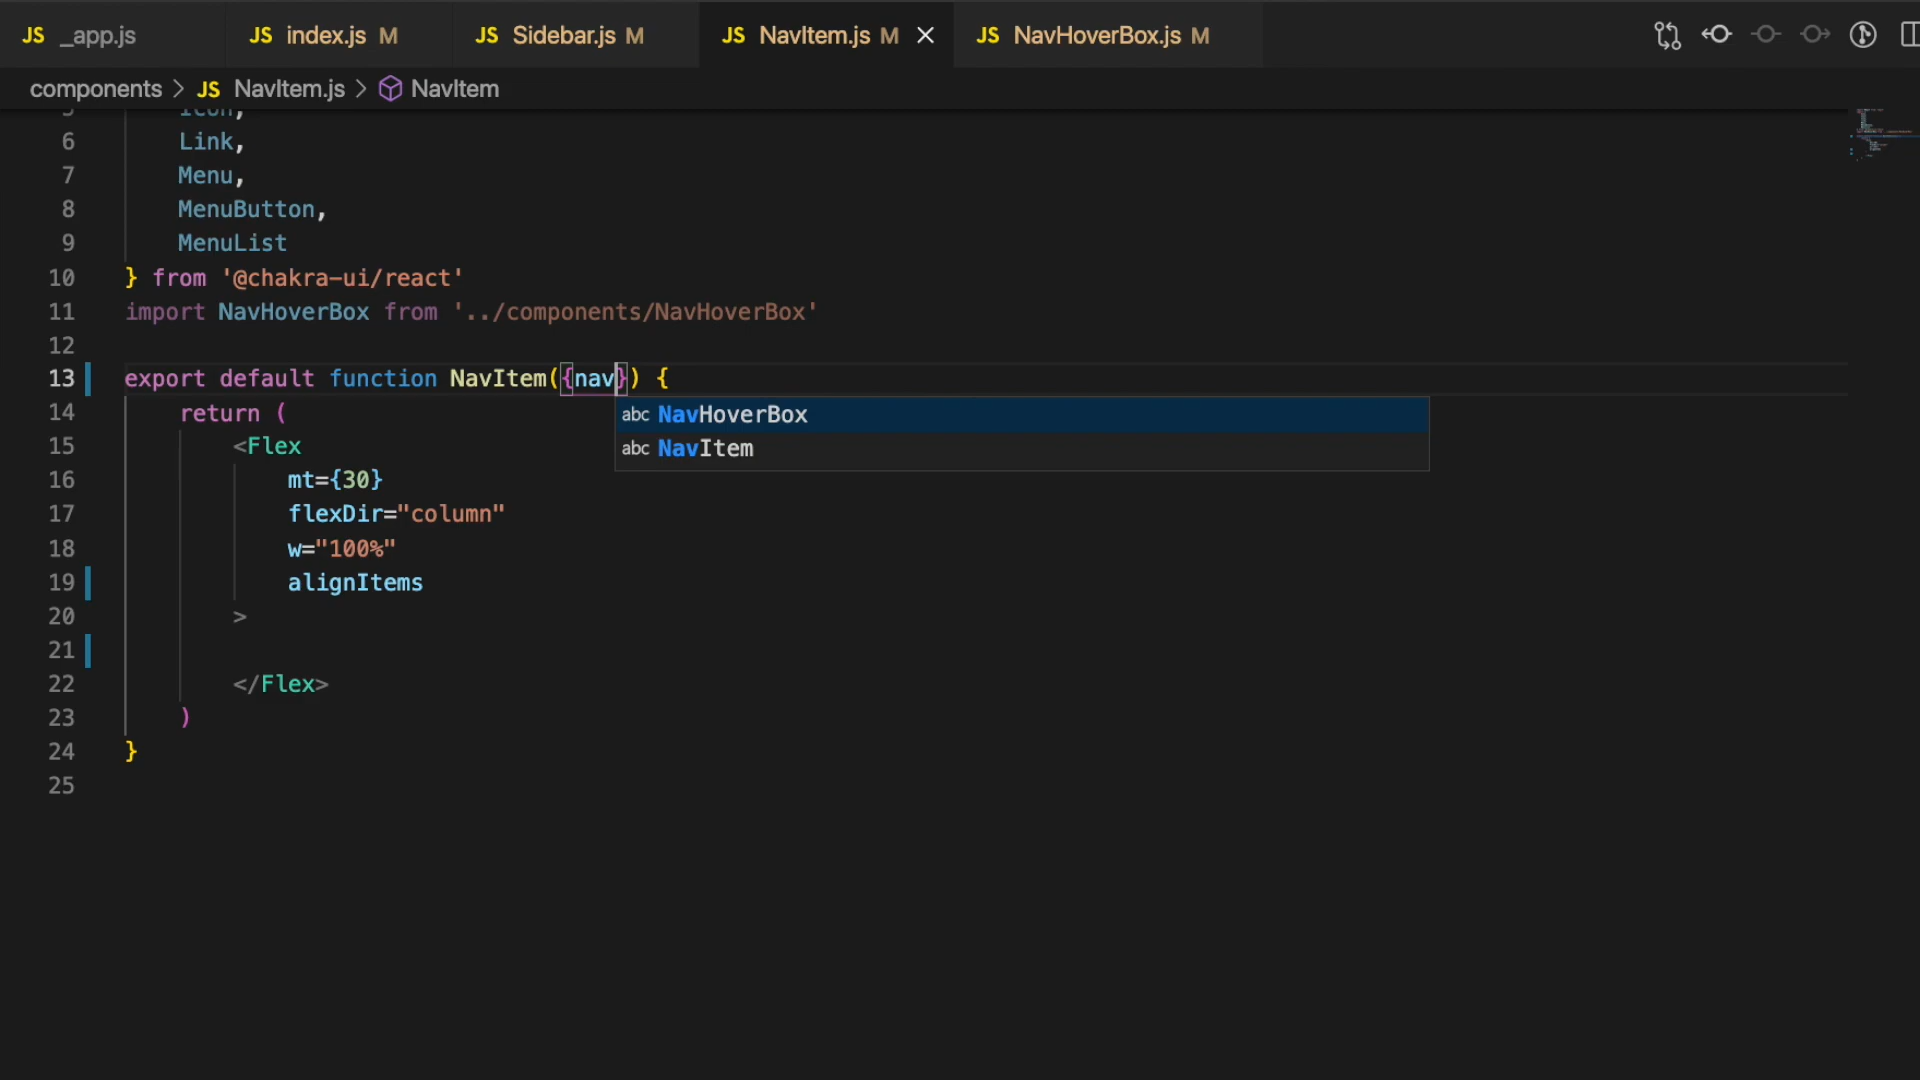 JS _app.js JS index.js M JS Sidebar.js M JS NavItem.js M JS NavHoverBox.js M
components > JS NavItem.js > NavItem
5 Icon,
6 Link,
7 Menu,
8 MenuButton,
9 MenuList
10 } from '@chakra-ui/react'
11 import NavHoverBox from '../components/NavHoverBox'
12
13 export default function NavItem({nav}) {
abc NavHoverBox
abc NavItem
14 return (
15 <Flex
16 mt={30}
17 flexDir="column"
18 w="100%"
19 alignItems
20 >
21
22 </Flex>
23 )
24 }
25